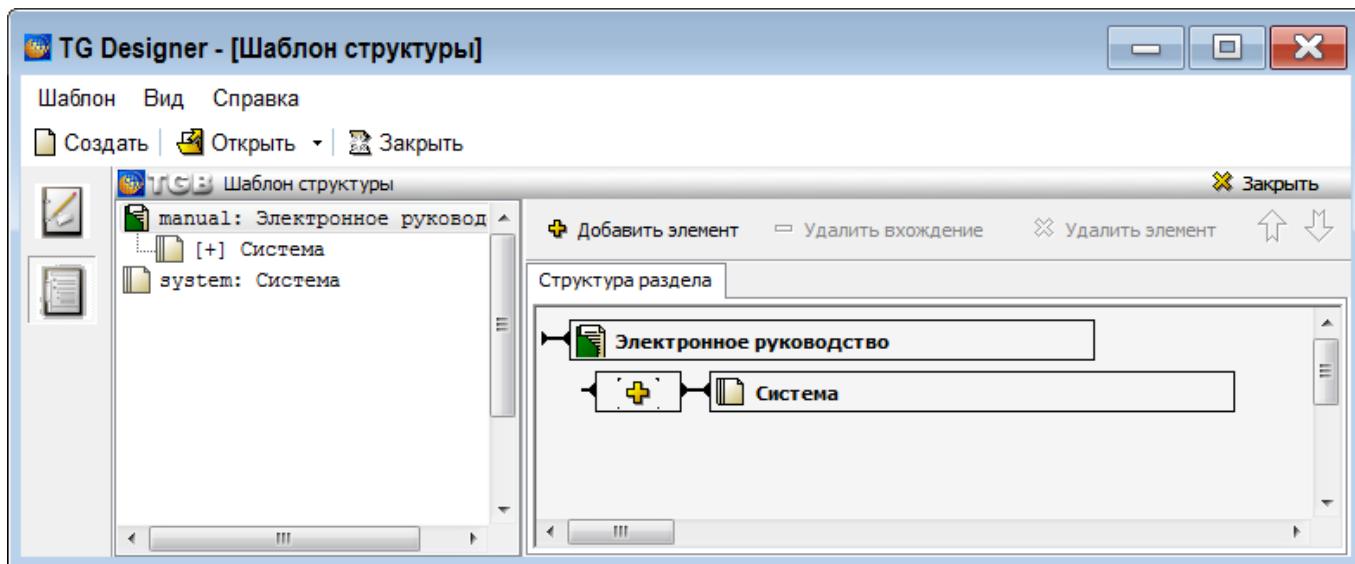 TG Designer - [Шаблон структуры]
Шаблон Вид Справка
Создать Открыть Закрыть
TGB Шаблон структуры Закрыть
manual: Электронное руковод
[+] Система
system: Система
Добавить элемент Удалить вхождение Удалить элемент
Структура раздела
Электронное руководство
Система